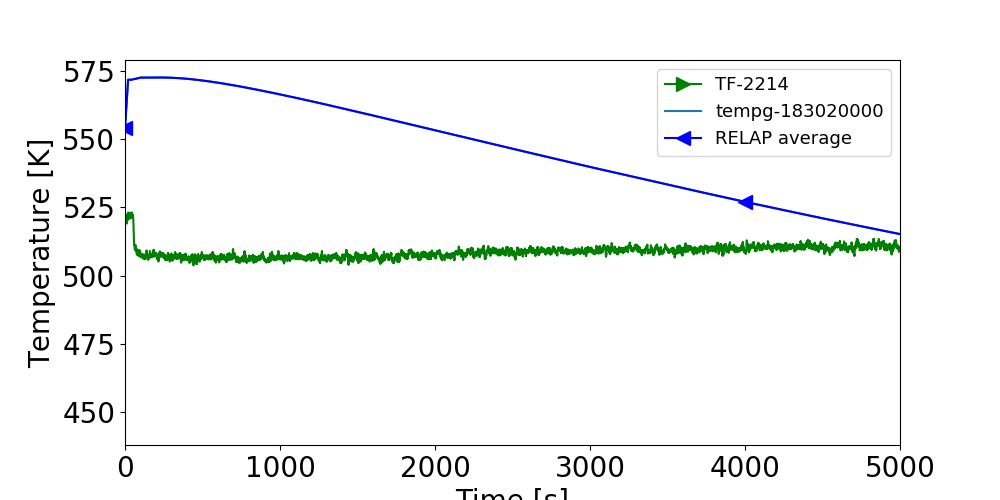 575
550
525
500
475
450
Temperature [K]
TF-2214
tempg-183020000
RELAP average
0 1000 2000 3000 4000 5000
Time [s]